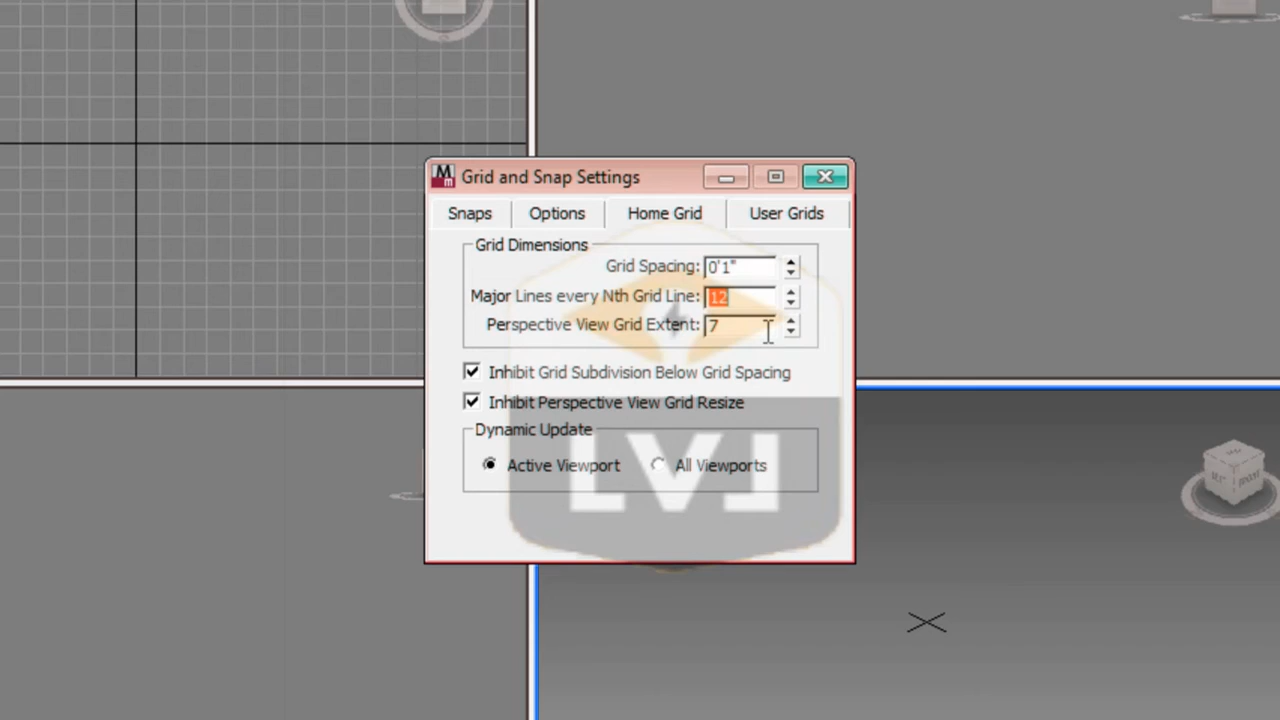 Grid and Snap Settings
Snaps Options Home Grid User Grids
Grid Dimensions
Grid Spacing: 0'1"
Major Lines every Nth Grid Line: 12
Perspective View Grid Extent: 7
Inhibit Grid Subdivision Below Grid Spacing
Inhibit Perspective View Grid Resize
Dynamic Update
Active Viewport All Viewports
LVL